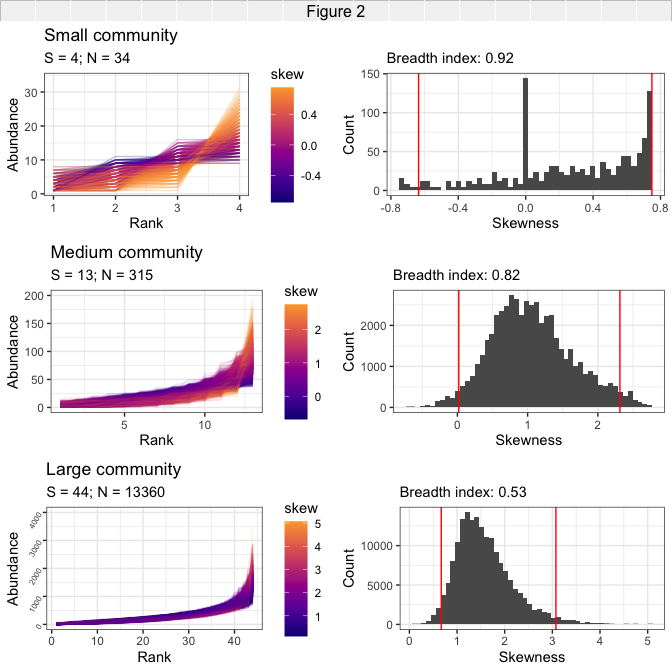 Figure 2
Small community
S = 4; N = 34
Abundance
30
20
10
0
1 2 3 4
Rank
skew
0.4
0.0
-0.4
Breadth index: 0.92
Count
150
100
50
0
-0.8 -0.4 0.0 0.4 0.8
Skewness
Medium community
S = 13; N = 315
Abundance
200
150
100
50
0
5 10
Rank
skew
2
1
0
Breadth index: 0.82
Count
2000
1000
0
0 1 2
Skewness
Large community
S = 44; N = 13360
Abundance
4000
3000
2000
1000
0
0 10 20 30 40
Rank
skew
5
4
3
2
1
Breadth index: 0.53
Count
10000
5000
0
0 1 2 3 4 5
Skewness